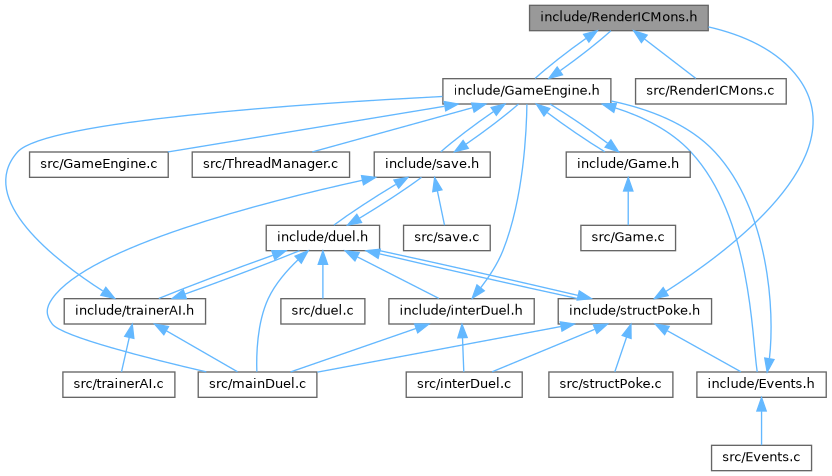 include/RenderICMons.h
include/GameEngine.h
src/RenderICMons.c
src/GameEngine.c
src/ThreadManager.c
include/save.h
include/Game.h
include/duel.h
src/save.c
src/Game.c
include/trainerAI.h
src/duel.c
include/interDuel.h
include/structPoke.h
src/trainerAI.c
src/mainDuel.c
src/interDuel.c
src/structPoke.c
include/Events.h
src/Events.c